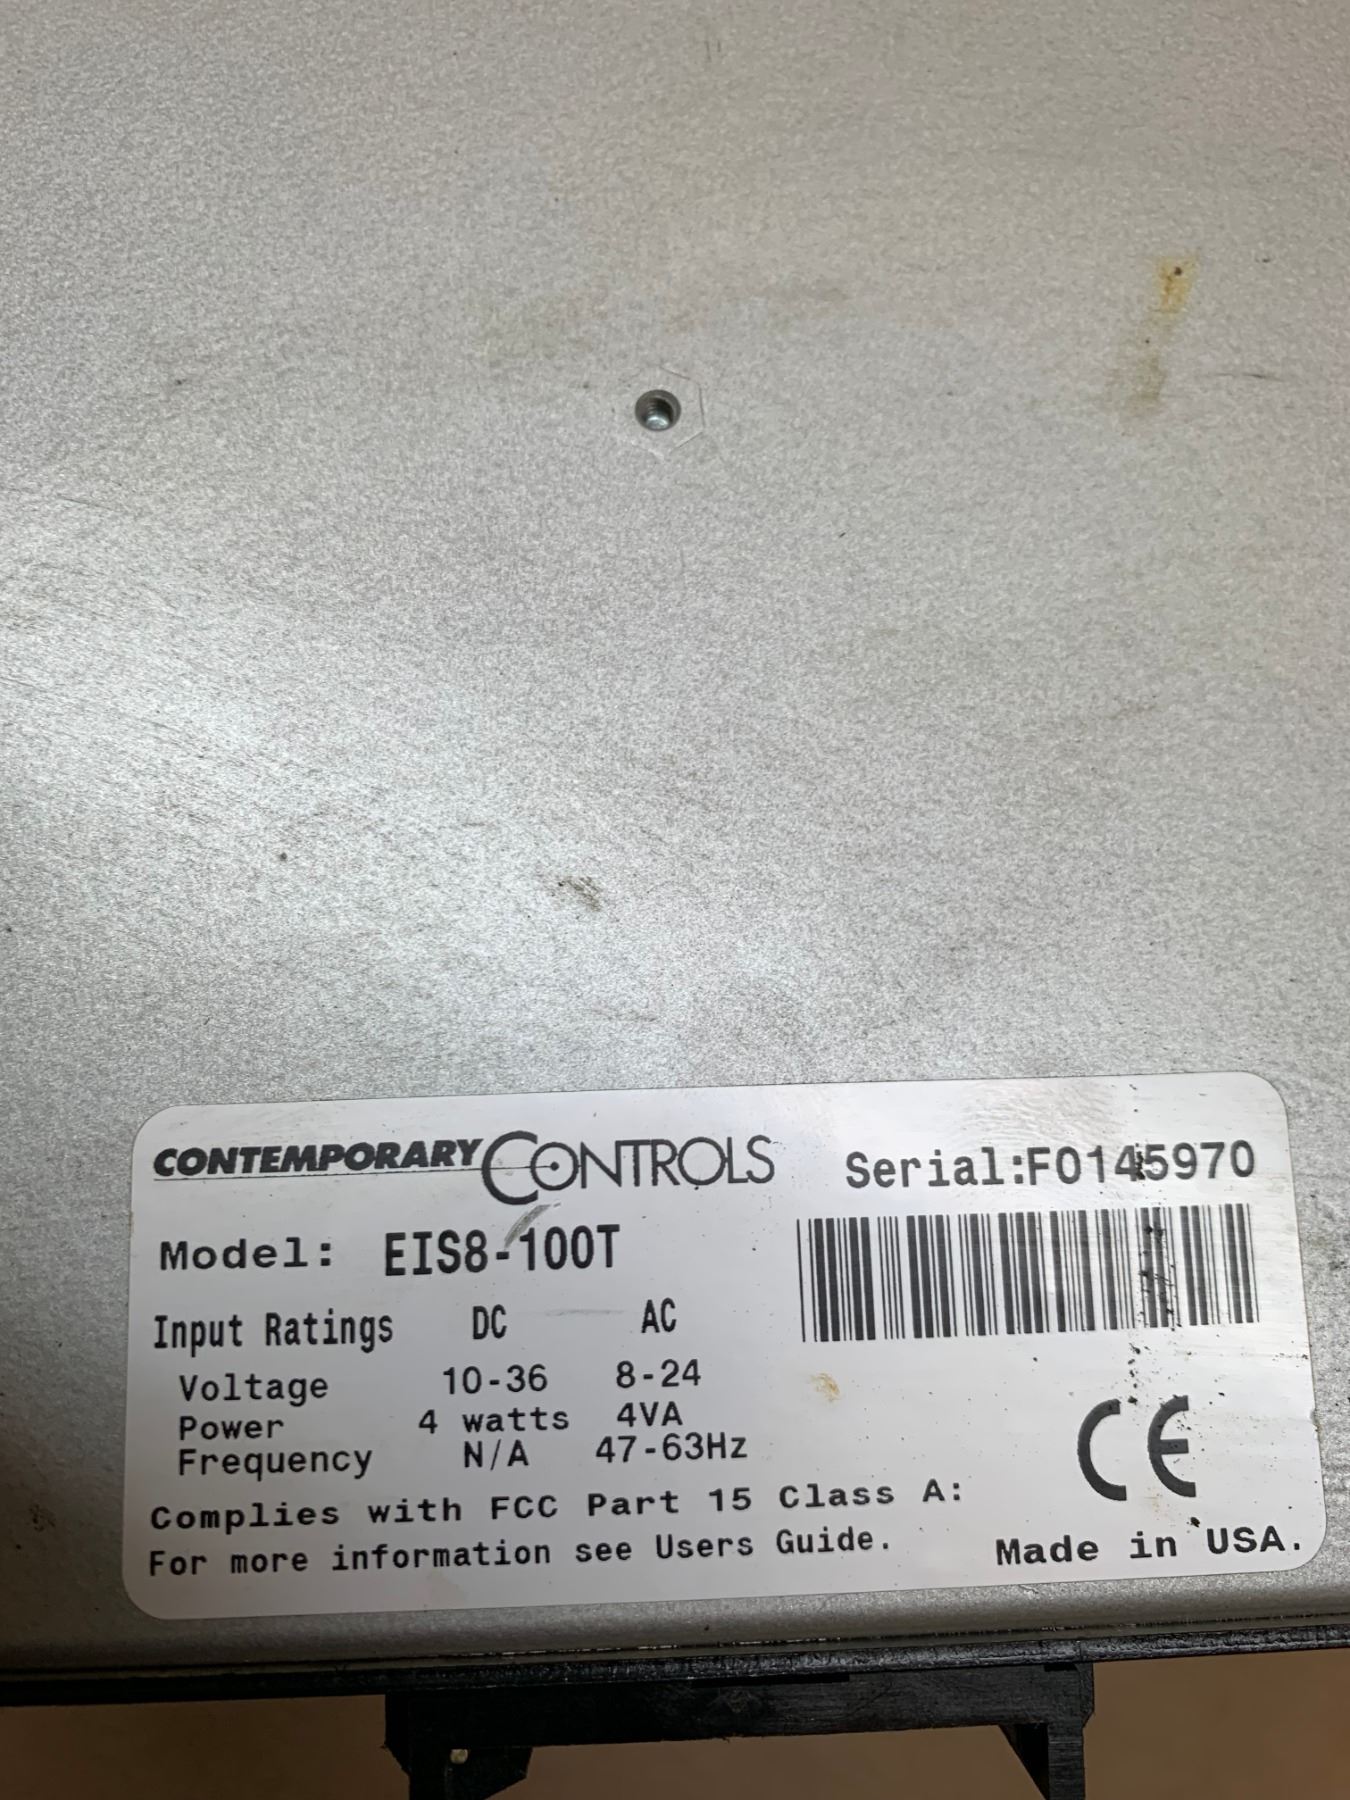 CONTEMPORARY CONTROLS
Serial:F0145970
Model: EIS8-100T
Input Ratings DC AC
Voltage 10-36 8-24
Power 4 watts 4VA
Frequency N/A 47-63Hz
CE
Complies with FCC Part 15 Class A:
For more information see Users Guide.
Made in USA.